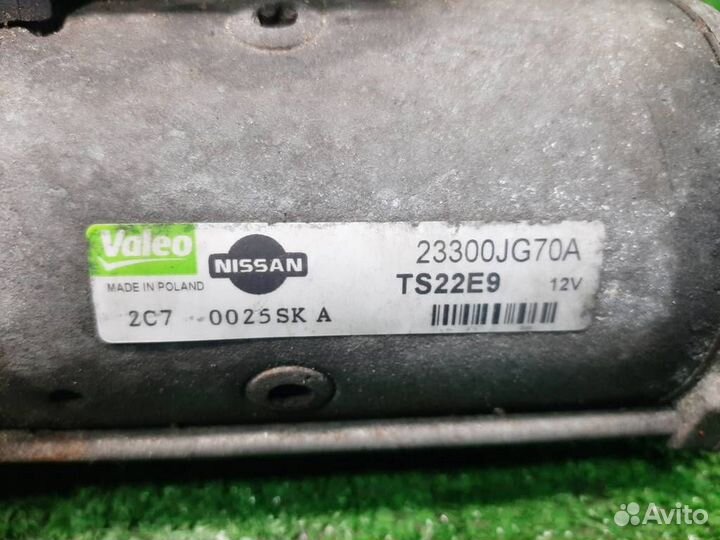 Valeo
NISSAN
23300JG70A
MADE IN POLAND
TS22E9
12V
2C7 0025SK A
Avito